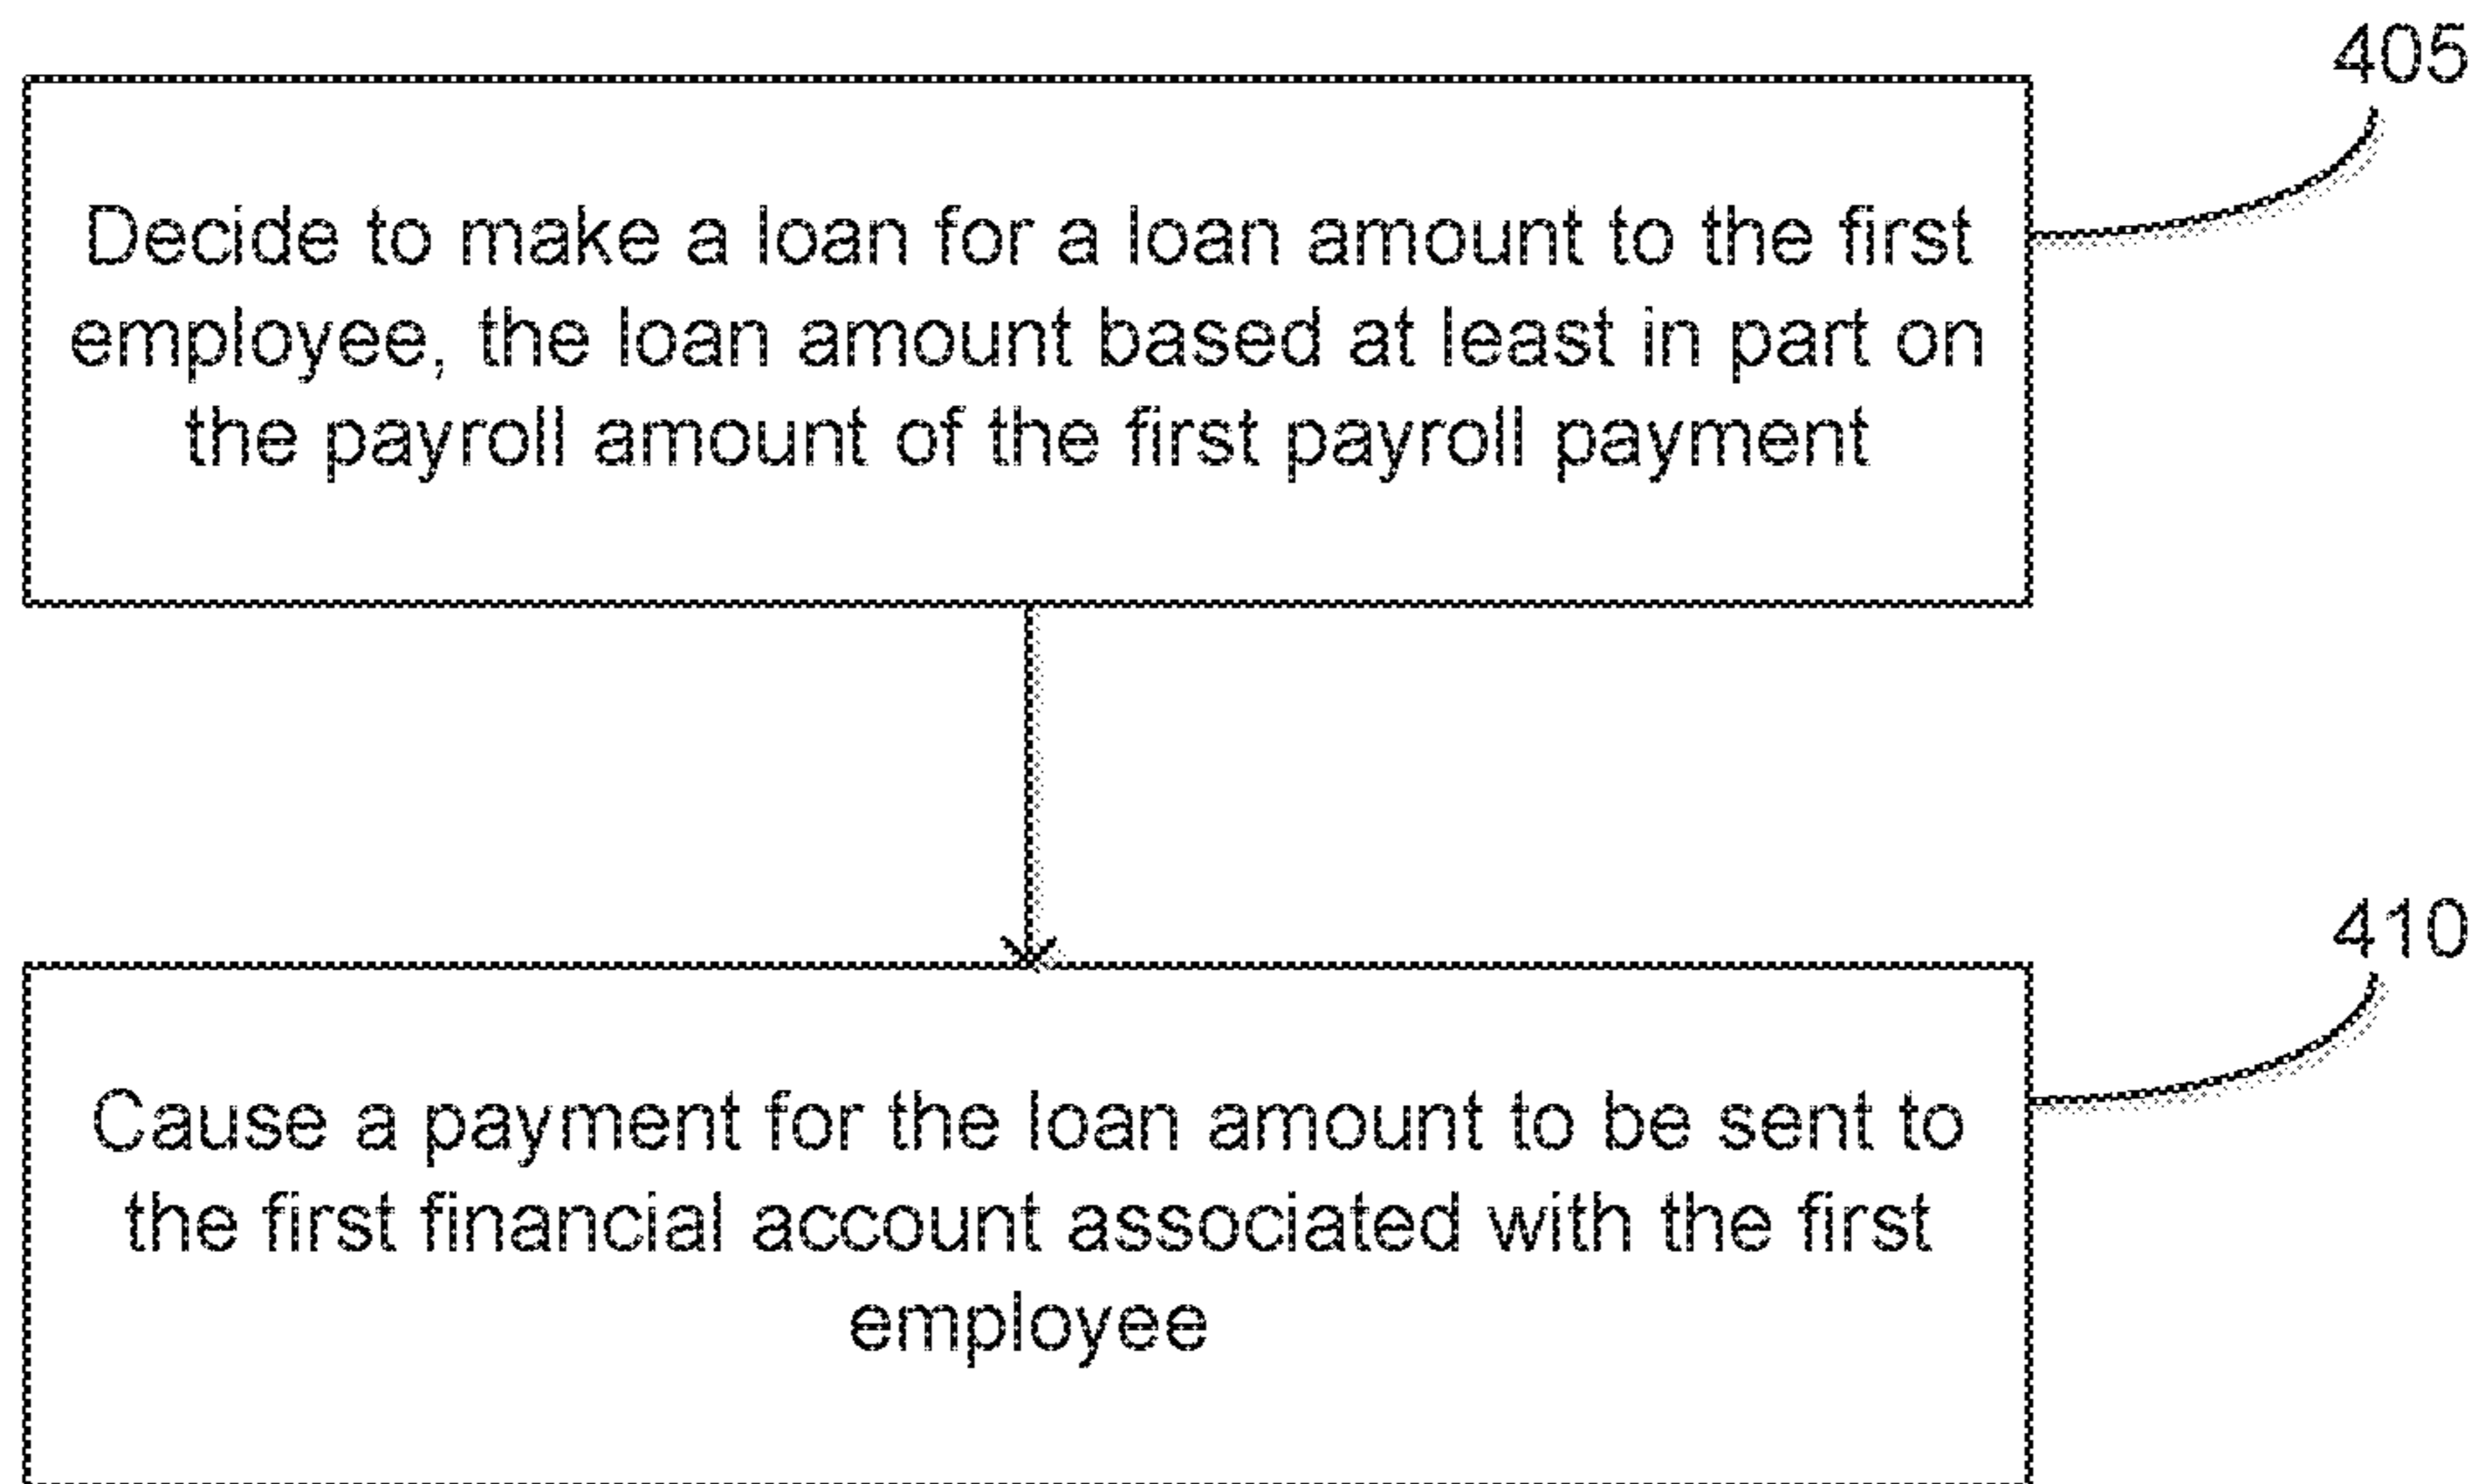 405
Decide to make a loan for a loan amount to the first
employee, the loan amount based at least in part on
the payroll amount of the first payroll payment
410
Cause a payment for the loan amount to be sent to
the first financial account associated with the first
employee